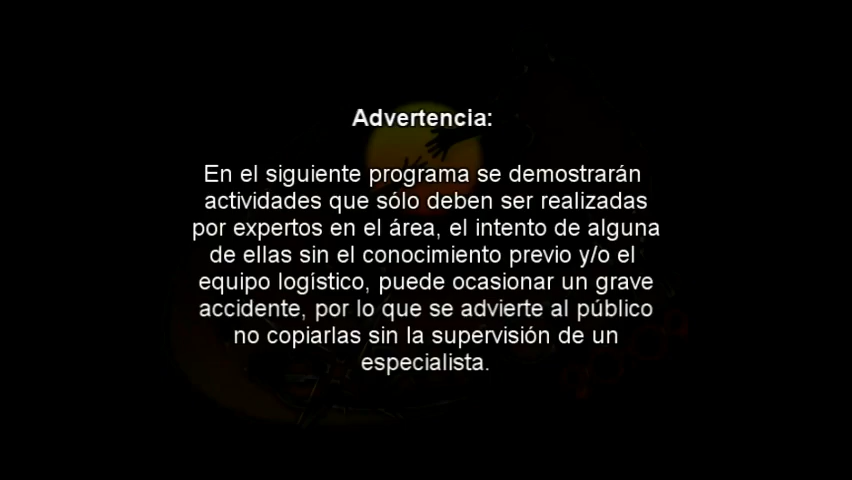 Advertencia:
En el siguiente programa se demostrarán
actividades que sólo deben ser realizadas
por expertos en el área, el intento de alguna
de ellas sin el conocimiento previo y/o el
equipo logístico, puede ocasionar un grave
accidente, por lo que se advierte al público
no copiarlas sin la supervisión de un
especialista.